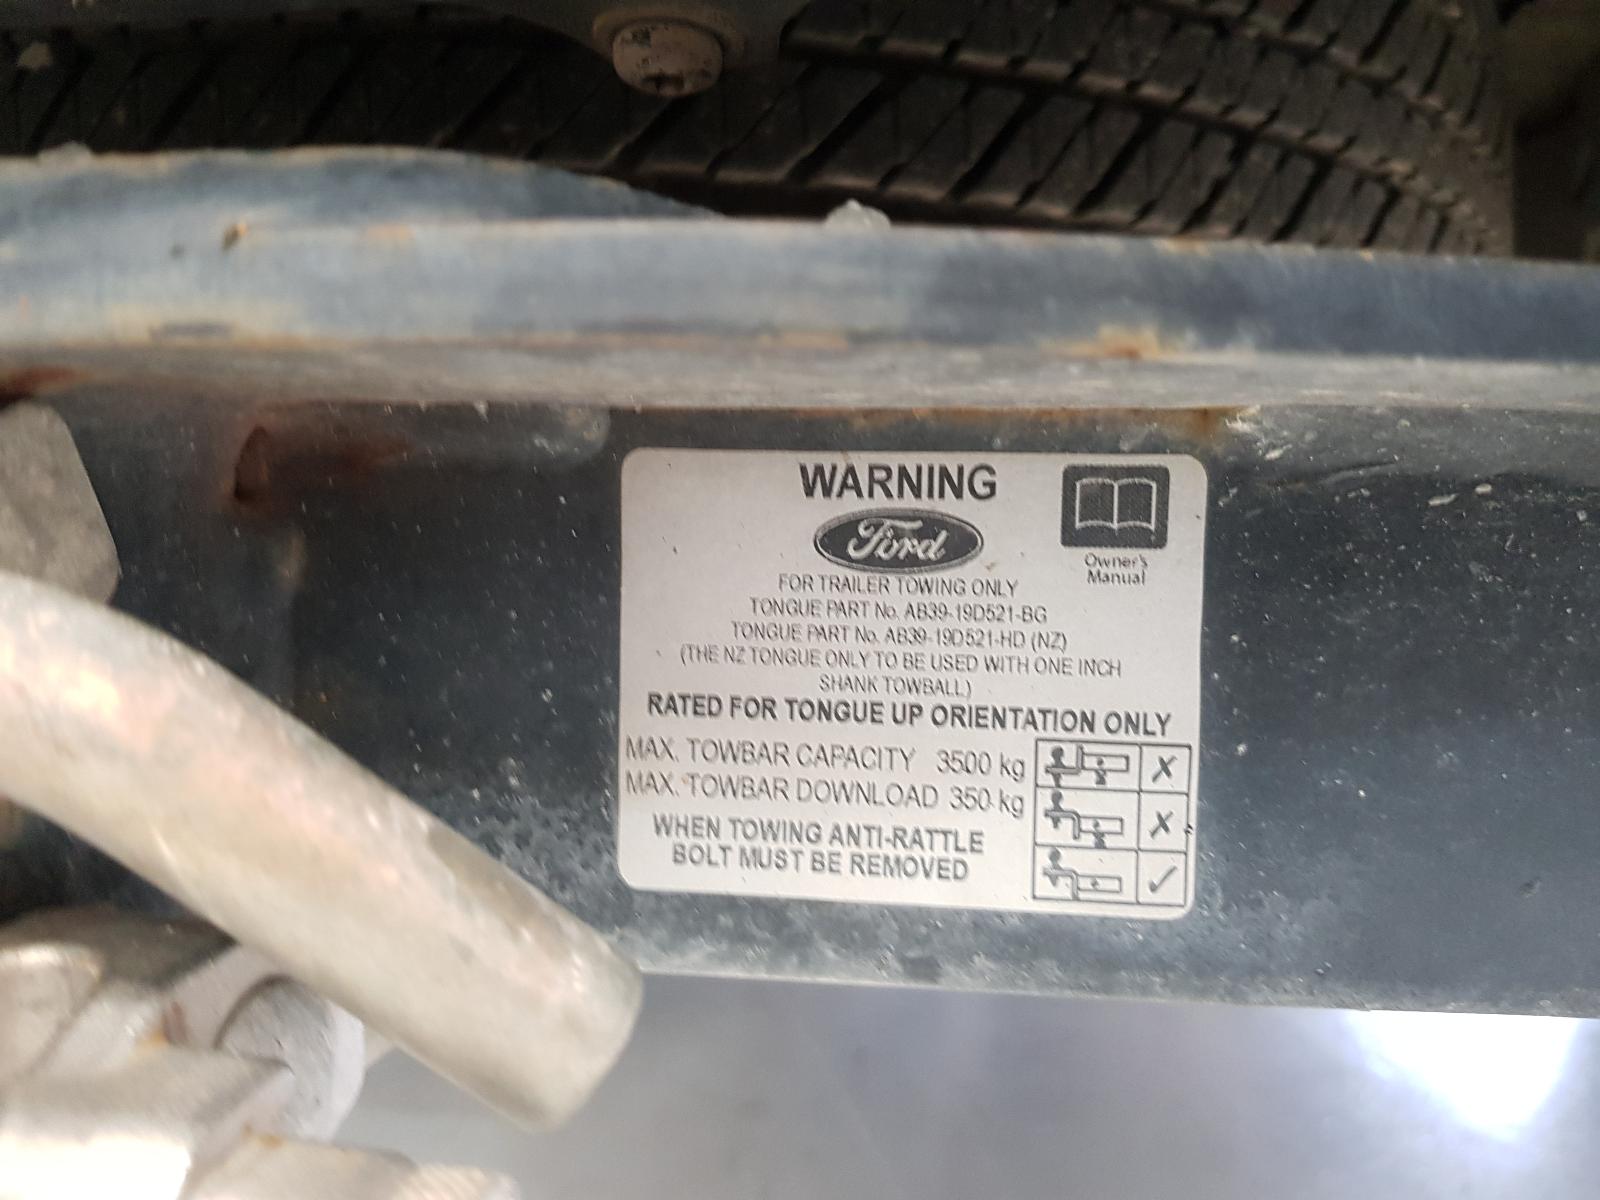 WARNING
Ford
Owner's
Manual
FOR TRAILER TOWING ONLY
TONGUE PART No. AB39-19D521-BG
TONGUE PART No. AB39-19D521-HD (NZ)
(THE NZ TONGUE ONLY TO BE USED WITH ONE INCH
SHANK TOWBALL)
RATED FOR TONGUE UP ORIENTATION ONLY
MAX. TOWBAR CAPACITY 3500 kg
MAX. TOWBAR DOWNLOAD 350 kg
WHEN TOWING ANTI-RATTLE
BOLT MUST BE REMOVED